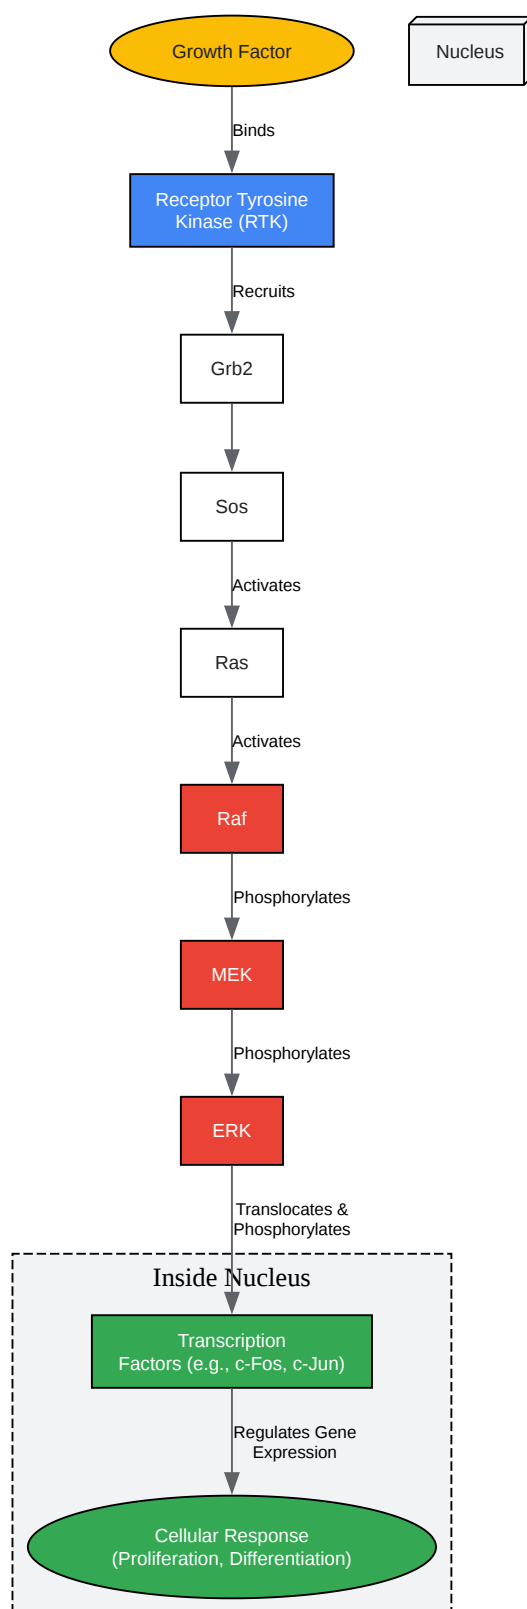 Growth Factor
Nucleus
Binds
Receptor Tyrosine
Kinase (RTK)
Recruits
Grb2
Sos
Activates
Ras
Activates
Raf
Phosphorylates
MEK
Phosphorylates
ERK
Translocates &
Phosphorylates
Inside Nucleus
Transcription
Factors (e.g., c-Fos, c-Jun)
Regulates Gene
Expression
Cellular Response
(Proliferation, Differentiation)